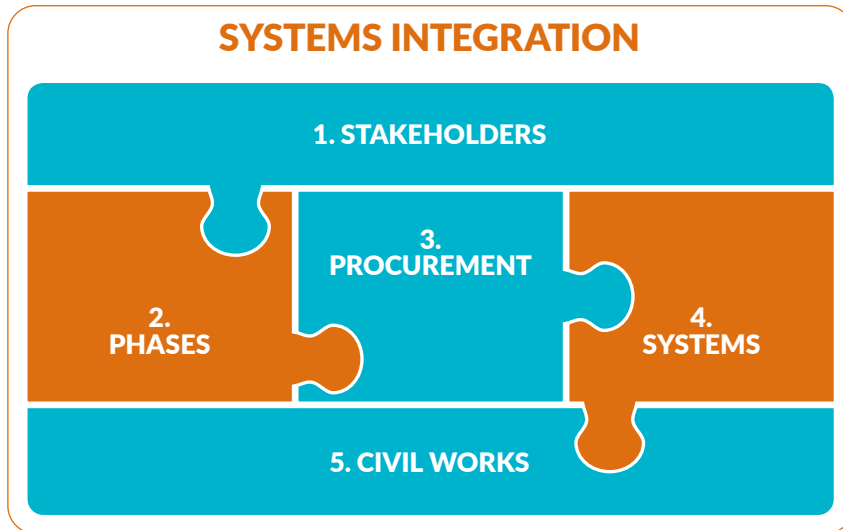 SYSTEMS INTEGRATION
1. STAKEHOLDERS
2.
PHASES
3.
PROCUREMENT
4.
SYSTEMS
5. CIVIL WORKS